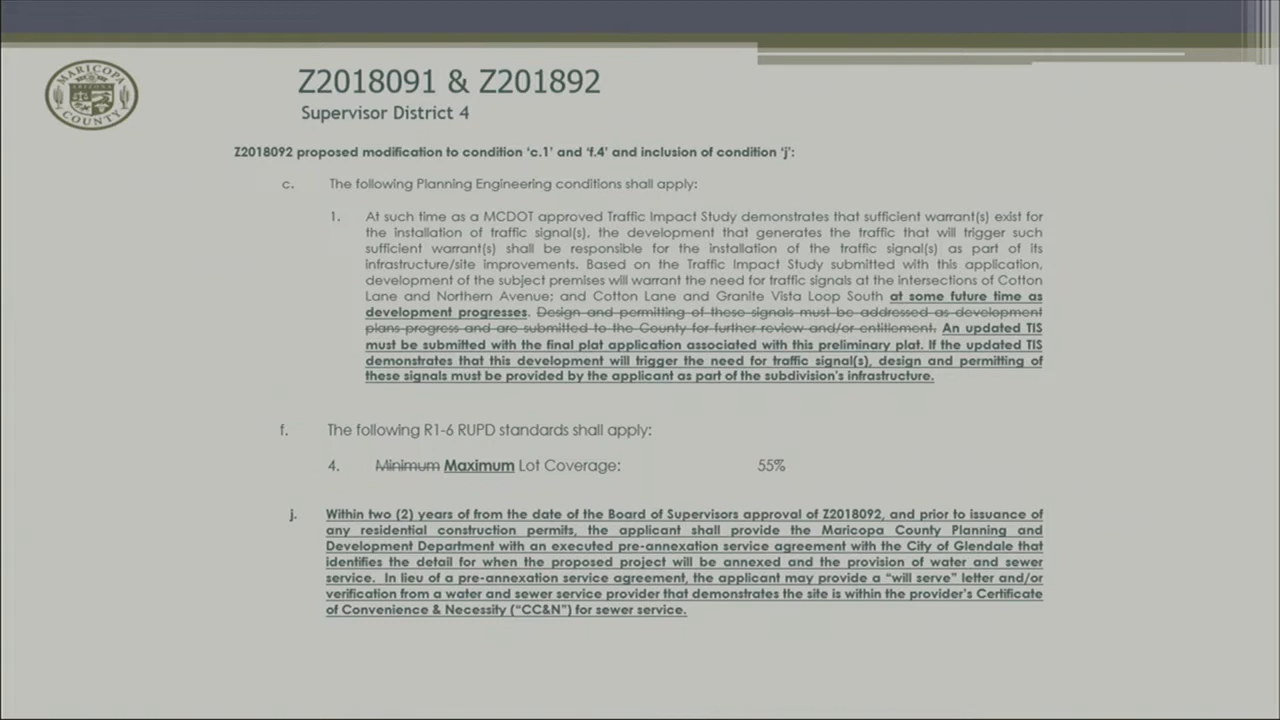 MARICOPA
ARIZONA
COUNTY
Z2018091 & Z201892
Supervisor District 4
Z2018092 proposed modification to condition ‘c.1’ and ‘f.4’ and inclusion of condition ‘j’:
c. The following Planning Engineering conditions shall apply:
1. At such time as a MCDOT approved Traffic Impact Study demonstrates that sufficient warrant(s) exist for
the installation of traffic signal(s), the development that generates the traffic that will trigger such
sufficient warrant(s) shall be responsible for the installation of the traffic signal(s) as part of its
infrastructure/site improvements. Based on the Traffic Impact Study submitted with this application,
development of the subject premises will warrant the need for traffic signals at the intersections of Cotton
Lane and Northern Avenue; and Cotton Lane and Granite Vista Loop South at some future time as
development progresses. Design and permitting of these signals must be addressed as development
plans progress and are submitted to the County for further review and/or entitlement. An updated TIS
must be submitted with the final plat application associated with this preliminary plat. If the updated TIS
demonstrates that this development will trigger the need for traffic signal(s), design and permitting of
these signals must be provided by the applicant as part of the subdivision's infrastructure.
f. The following R1-6 RUPD standards shall apply:
4. Minimum Maximum Lot Coverage: 55%
j. Within two (2) years of from the date of the Board of Supervisors approval of Z2018092, and prior to issuance of
any residential construction permits, the applicant shall provide the Maricopa County Planning and
Development Department with an executed pre-annexation service agreement with the City of Glendale that
identifies the detail for when the proposed project will be annexed and the provision of water and sewer
service. In lieu of a pre-annexation service agreement, the applicant may provide a “will serve” letter and/or
verification from a water and sewer service provider that demonstrates the site is within the provider's Certificate
of Convenience & Necessity (“CC&N”) for sewer service.